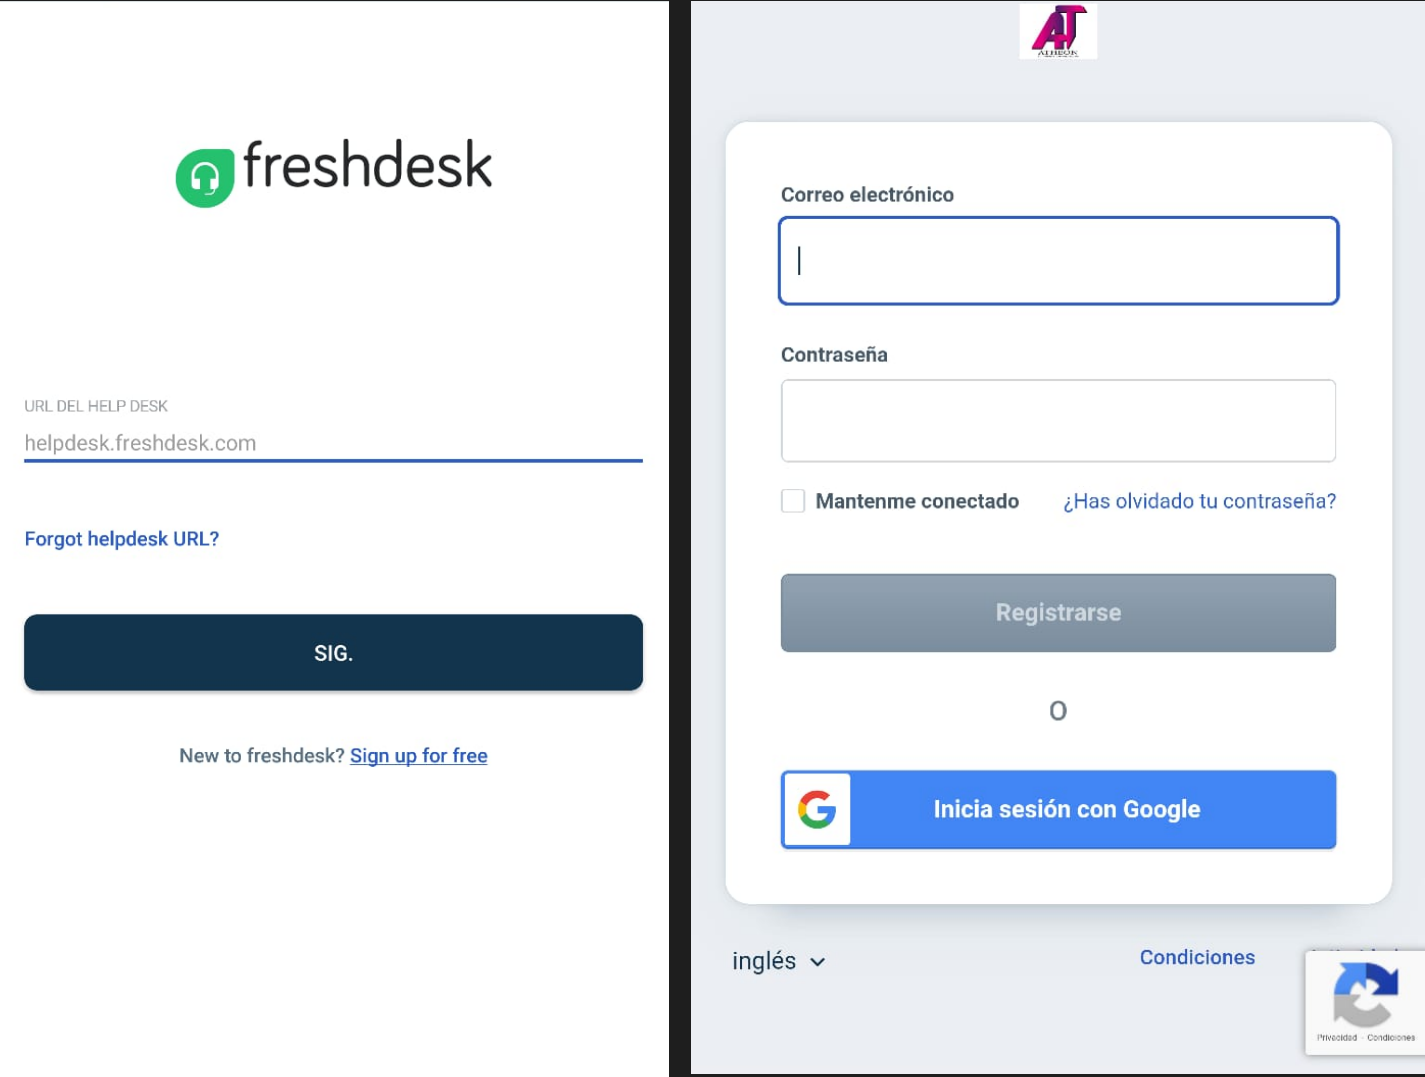 freshdesk
URL DEL HELP DESK
helpdesk.freshdesk.com
Forgot helpdesk URL?
SIG.
New to freshdesk? Sign up for free
Correo electrónico
Contraseña
Mantenme conectado
¿Has olvidado tu contraseña?
Registrarse
O
Inicia sesión con Google
inglés
Condiciones
Privacidad - Condiciones